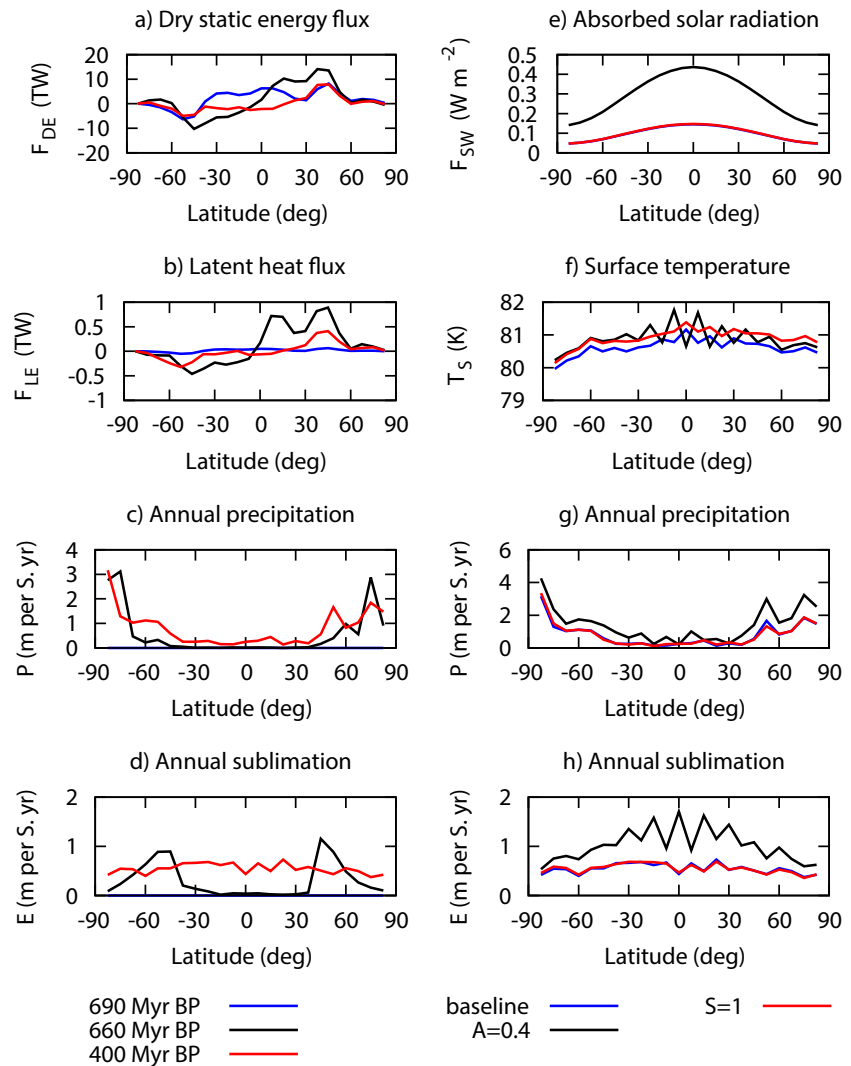 a) Dry static energy flux
F_DE (TW)
20
10
0
-10
-20
-90 -60 -30 0 30 60 90
Latitude (deg)
b) Latent heat flux
F_LE (TW)
1
0.5
0
-0.5
-1
-90 -60 -30 0 30 60 90
Latitude (deg)
c) Annual precipitation
P (m per S. yr)
4
3
2
1
0
-90 -60 -30 0 30 60 90
Latitude (deg)
d) Annual sublimation
E (m per S. yr)
2
1
0
-90 -60 -30 0 30 60 90
Latitude (deg)
690 Myr BP
660 Myr BP
400 Myr BP
e) Absorbed solar radiation
F_SW (W m^-2)
0.5
0.4
0.3
0.2
0.1
0
-90 -60 -30 0 30 60 90
Latitude (deg)
f) Surface temperature
T_S (K)
82
81
80
79
-90 -60 -30 0 30 60 90
Latitude (deg)
g) Annual precipitation
P (m per S. yr)
6
4
2
0
-90 -60 -30 0 30 60 90
Latitude (deg)
h) Annual sublimation
E (m per S. yr)
2
1
0
-90 -60 -30 0 30 60 90
Latitude (deg)
baseline
A=0.4
S=1